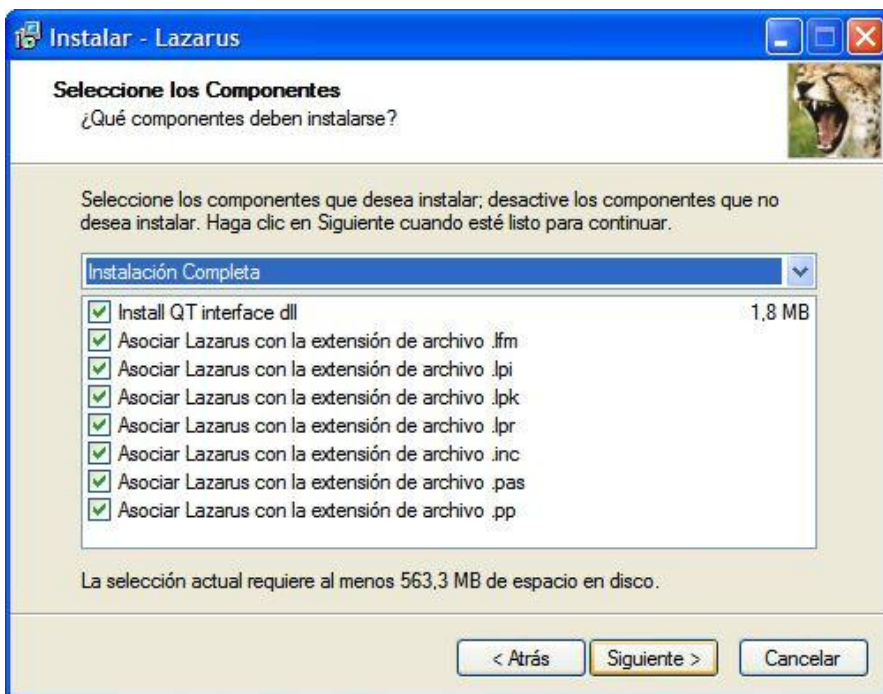 Instalar - Lazarus
Seleccione los Componentes
¿Qué componentes deben instalarse?
Seleccione los componentes que desea instalar; desactive los componentes que no
desea instalar. Haga clic en Siguiente cuando esté listo para continuar.
Instalación Completa
Install QT interface dll 1,8 MB
Asociar Lazarus con la extensión de archivo .lfm
Asociar Lazarus con la extensión de archivo .lpi
Asociar Lazarus con la extensión de archivo .lpk
Asociar Lazarus con la extensión de archivo .lpr
Asociar Lazarus con la extensión de archivo .inc
Asociar Lazarus con la extensión de archivo .pas
Asociar Lazarus con la extensión de archivo .pp
La selección actual requiere al menos 563,3 MB de espacio en disco.
< Atrás Siguiente > Cancelar